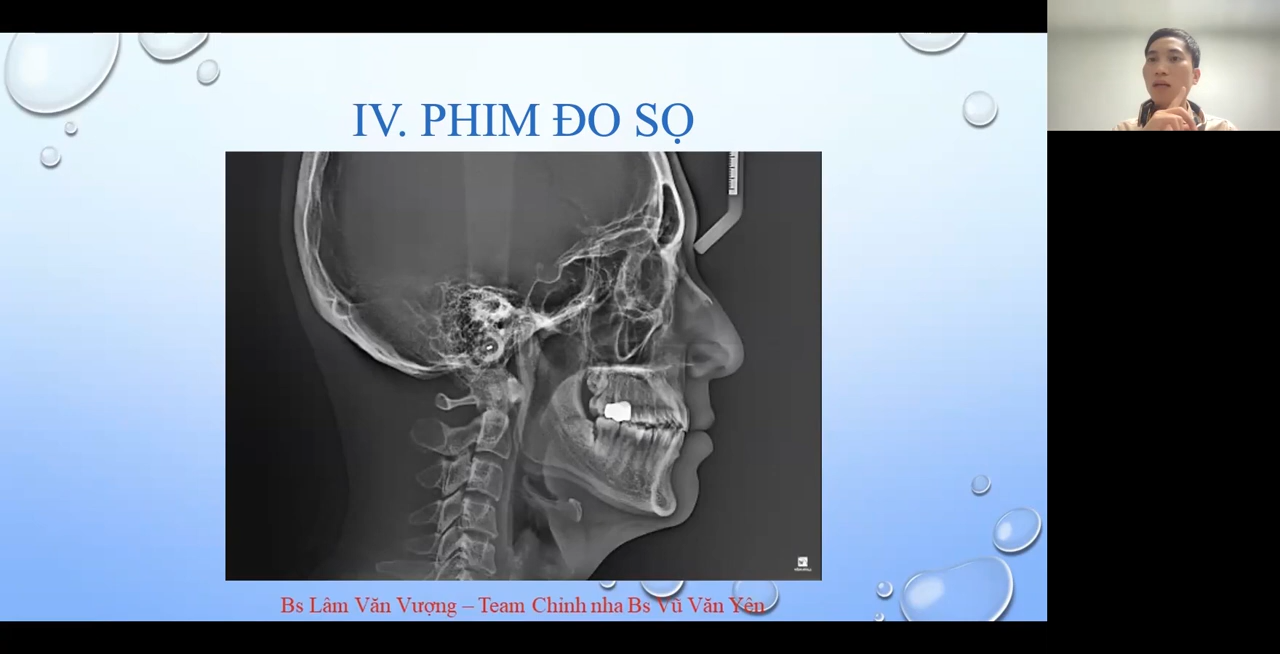 IV. PHIM ĐO SỌ
Bs Lâm Văn Vượng – Team Chỉnh nha Bs Vũ Văn Yên